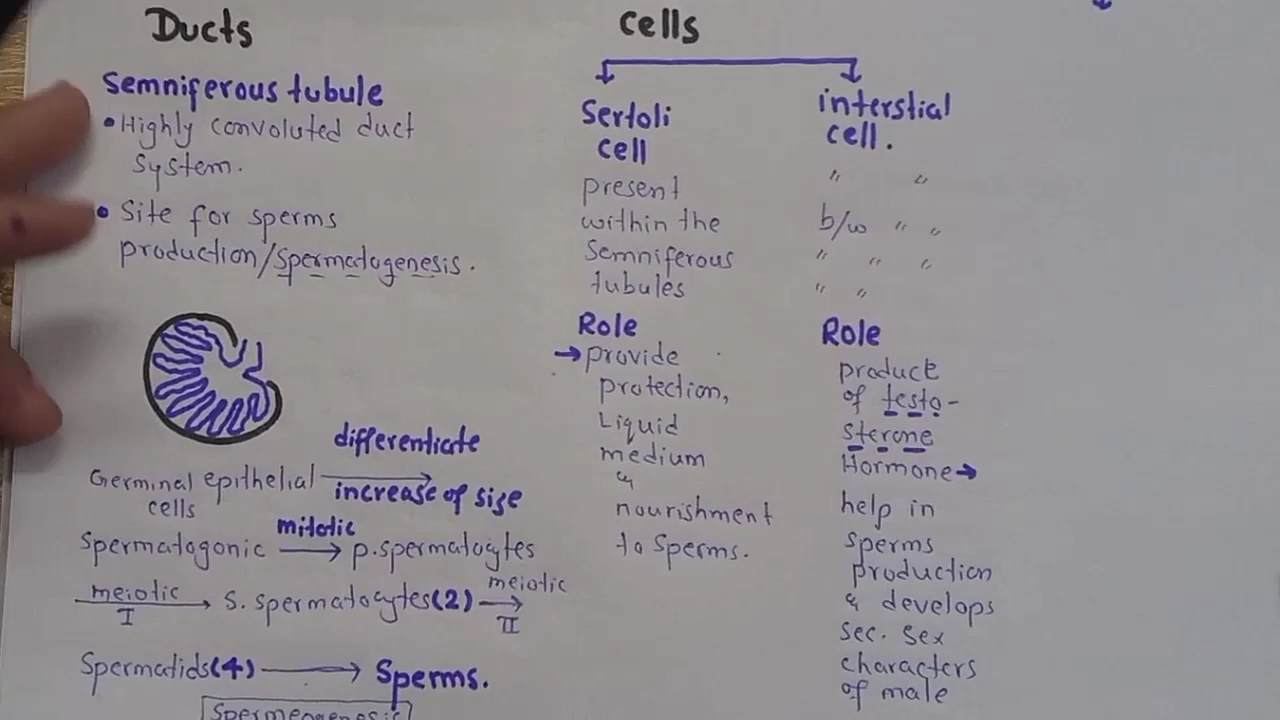 Ducts
Semniferous tubule
• Highly convoluted duct
system.
• Site for sperms
production/spermatogenesis.
differentiate
Germinal epithelial
increase of size
cells
mitotic
Spermatogonic → p.spermatocytes
meiotic
I
→ S. spermatocytes(2) →
meiotic
II
Spermatids(4) → Sperms.
Spermeogenesis
Cells
Sertoli
cell
present
within the
Semniferous
tubules
Role
→ provide
protection,
Liquid
medium
&
nourishment
to sperms.
interstial
cell.
" "
b/w " "
" " "
" "
Role
product
of testo-
sterone
Hormone→
help in
sperms
production
& develops
sec. sex
characters
of male